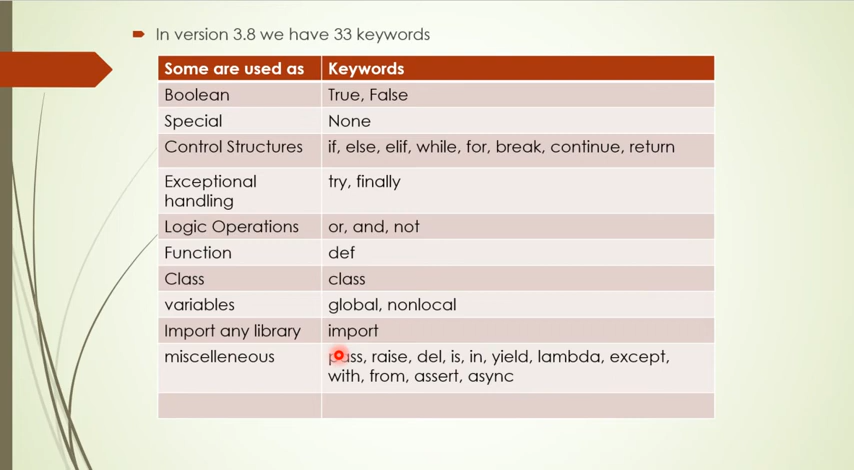 In version 3.8 we have 33 keywords
Some are used as Keywords
Boolean True, False
Special None
Control Structures if, else, elif, while, for, break, continue, return
Exceptional try, finally
handling
Logic Operations or, and, not
Function def
Class class
variables global, nonlocal
Import any library import
miscelleneous pass, raise, del, is, in, yield, lambda, except,
with, from, assert, async